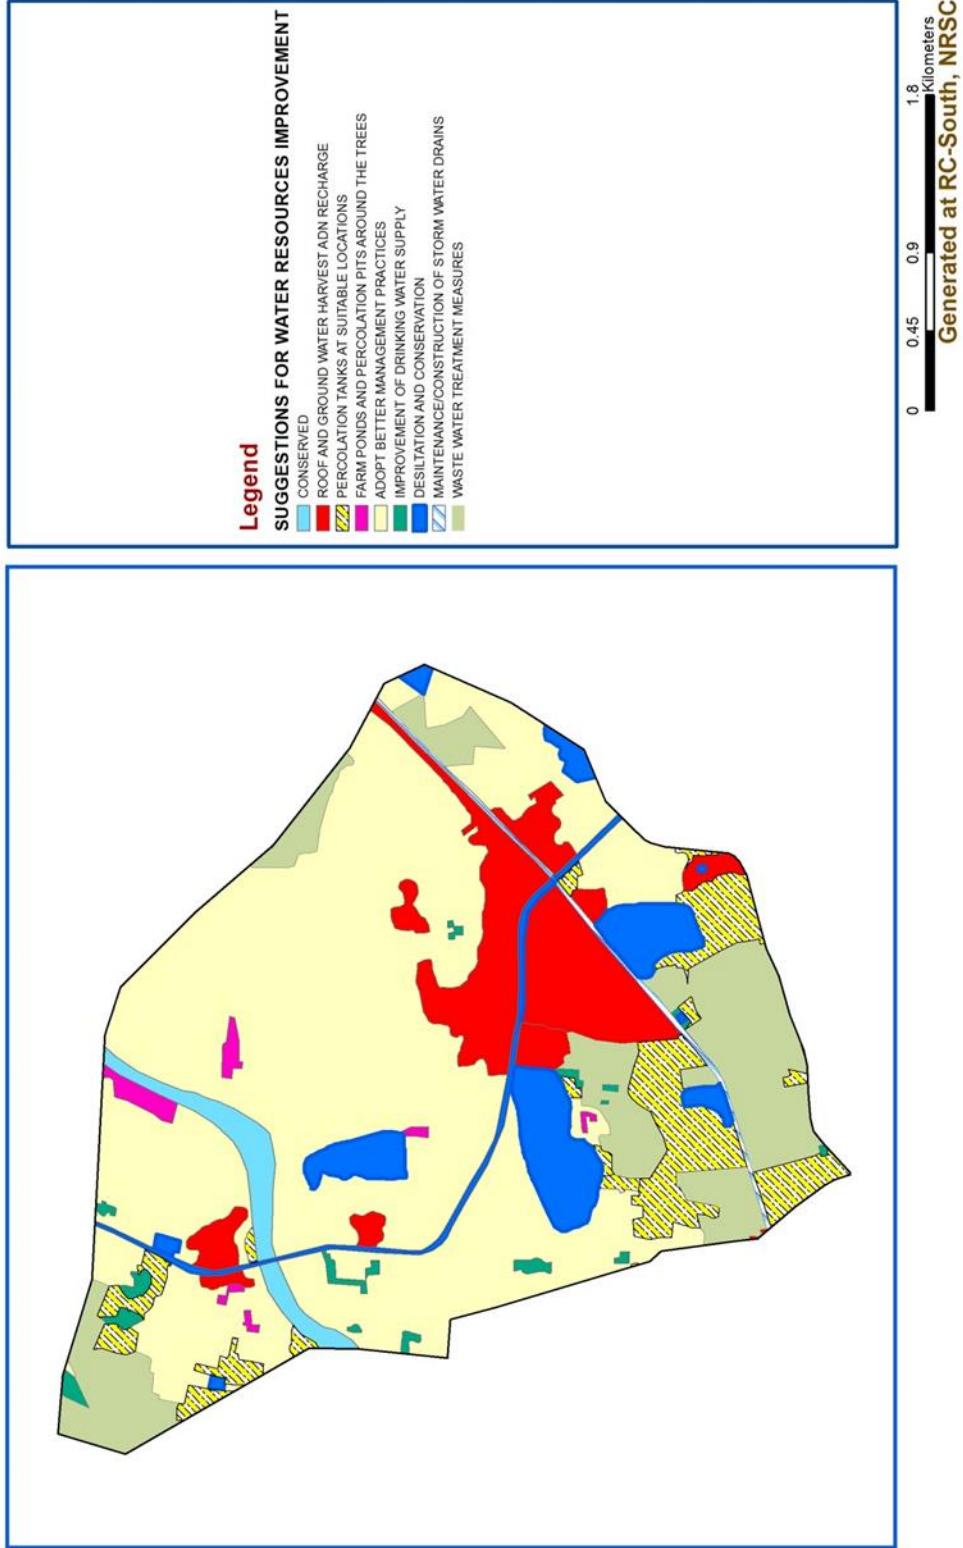 Legend
SUGGESTIONS FOR WATER RESOURCES IMPROVEMENT
CONSERVED
ROOF AND GROUND WATER HARVEST ADN RECHARGE
PERCOLATION TANKS AT SUITABLE LOCATIONS
FARM PONDS AND PERCOLATION PITS AROUND THE TREES
ADOPT BETTER MANAGEMENT PRACTICES
IMPROVEMENT OF DRINKING WATER SUPPLY
DESILTATION AND CONSERVATION
MAINTENANCE/CONSTRUCTION OF STORM WATER DRAINS
WASTE WATER TREATMENT MEASURES
0 0.45 0.9 1.8
Kilometers
Generated at RC-South, NRSC